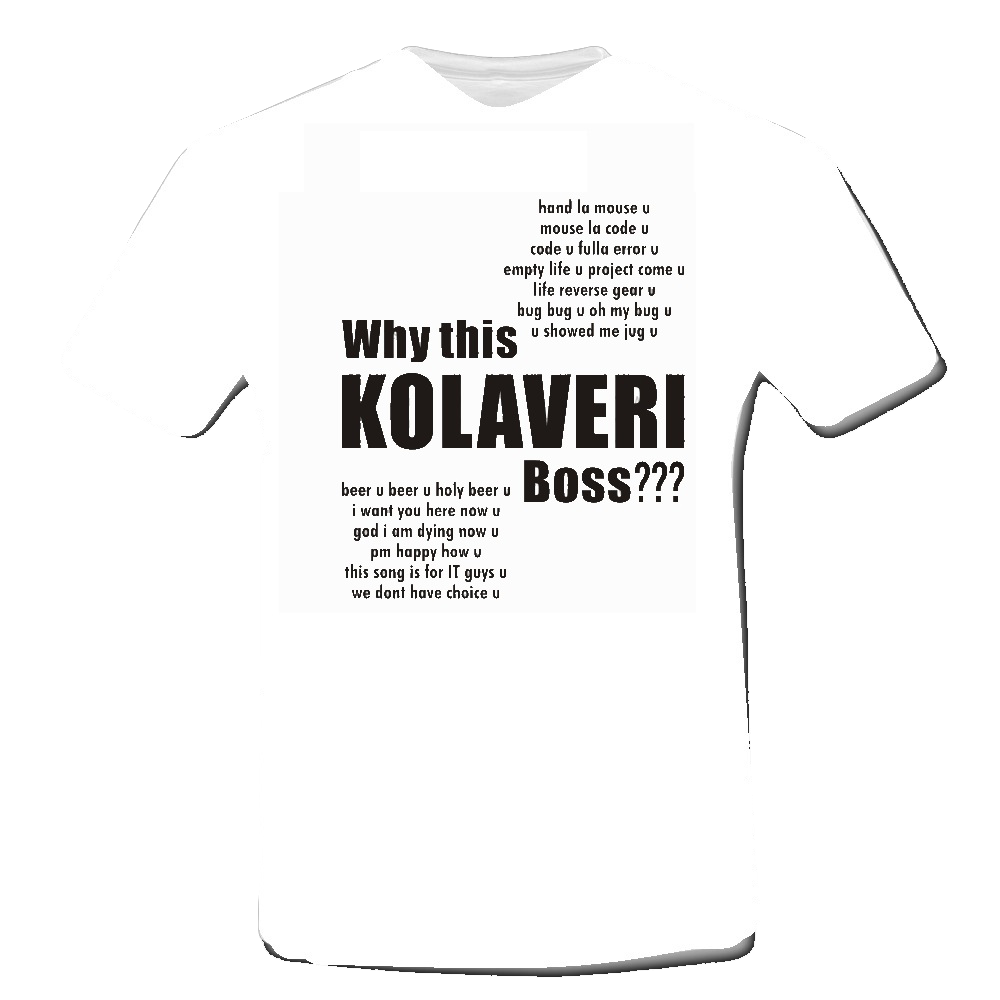 hand la mouse u
mouse la code u
code u fulla error u
empty life u project come u
life reverse gear u
bug bug u oh my bug u
u showed me jug u
Why this
KOLAVERI
Boss???
beer u beer u holy beer u
i want you here now u
god i am dying now u
pm happy how u
this song is for IT guys u
we dont have choice u